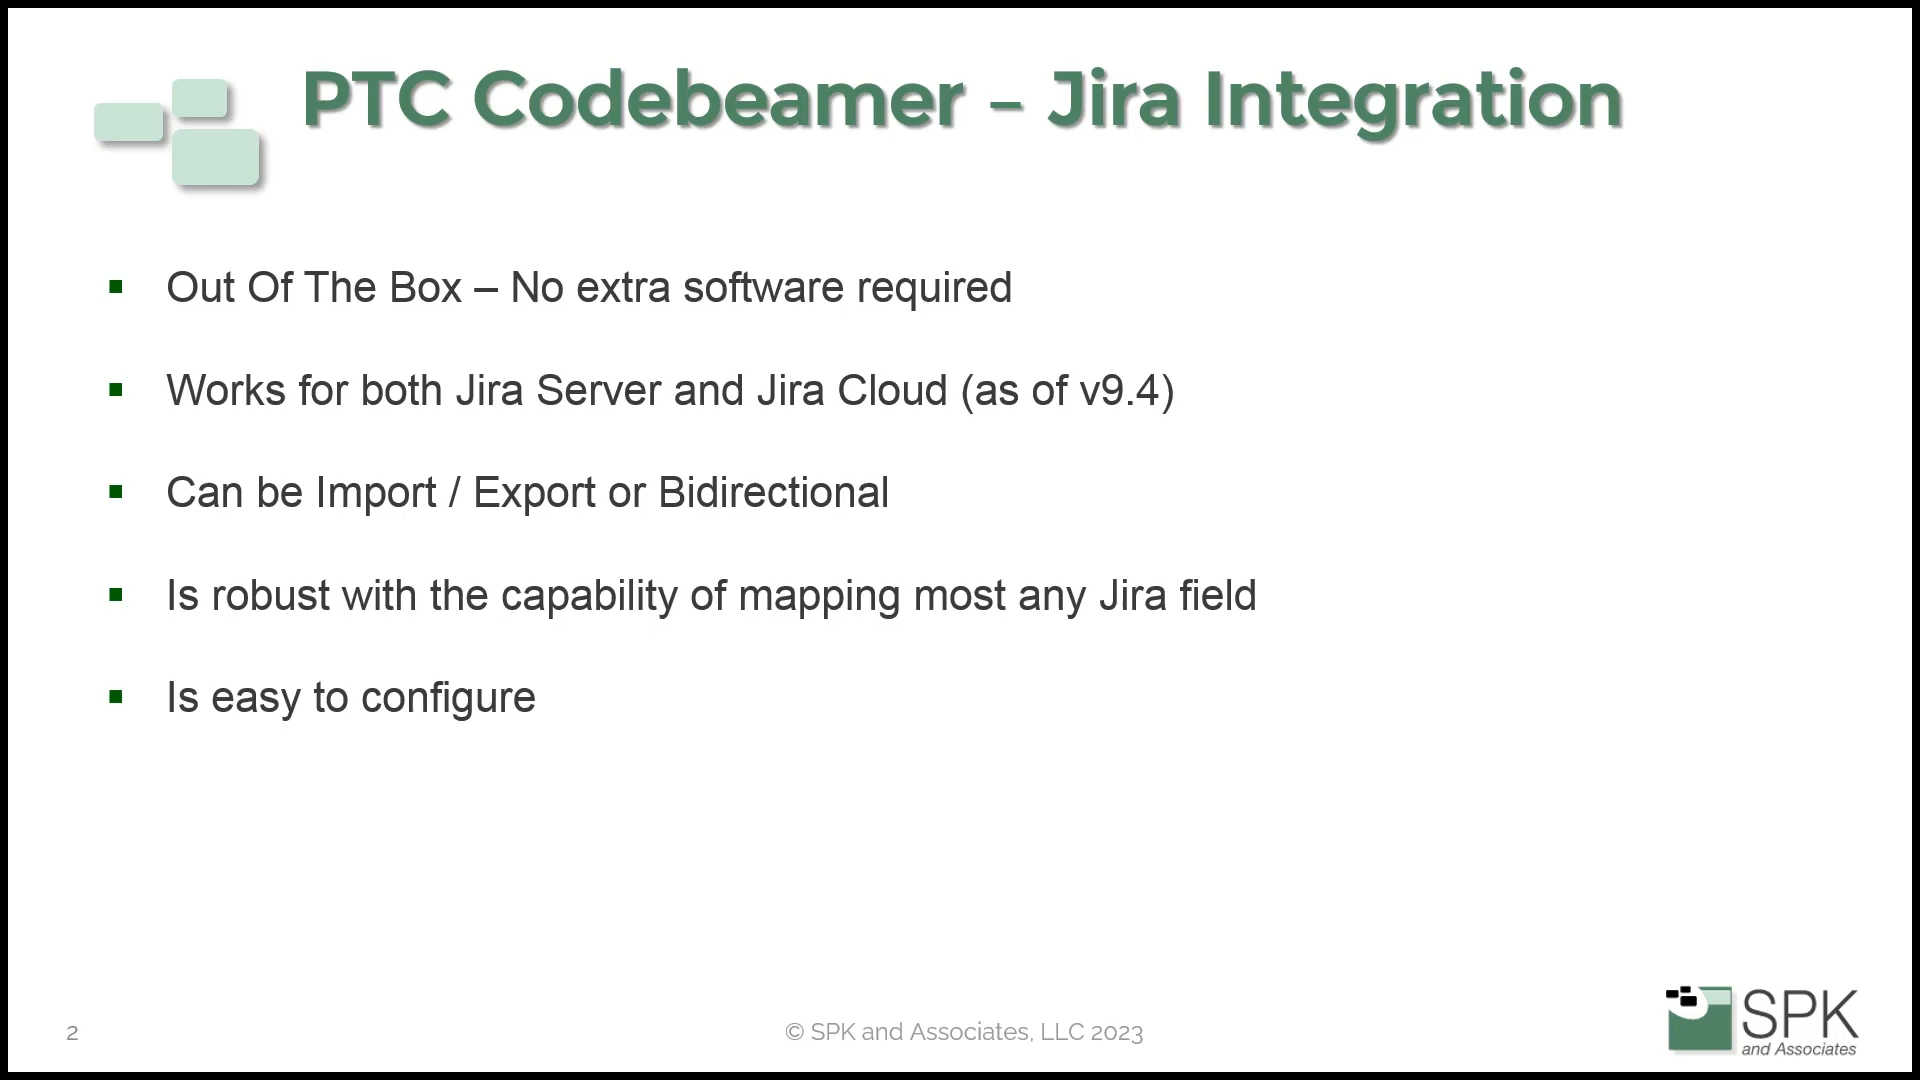 PTC Codebeamer – Jira Integration
▪ Out Of The Box – No extra software required
▪ Works for both Jira Server and Jira Cloud (as of v9.4)
▪ Can be Import / Export or Bidirectional
▪ Is robust with the capability of mapping most any Jira field
▪ Is easy to configure
2
© SPK and Associates, LLC 2023
SPK
and Associates